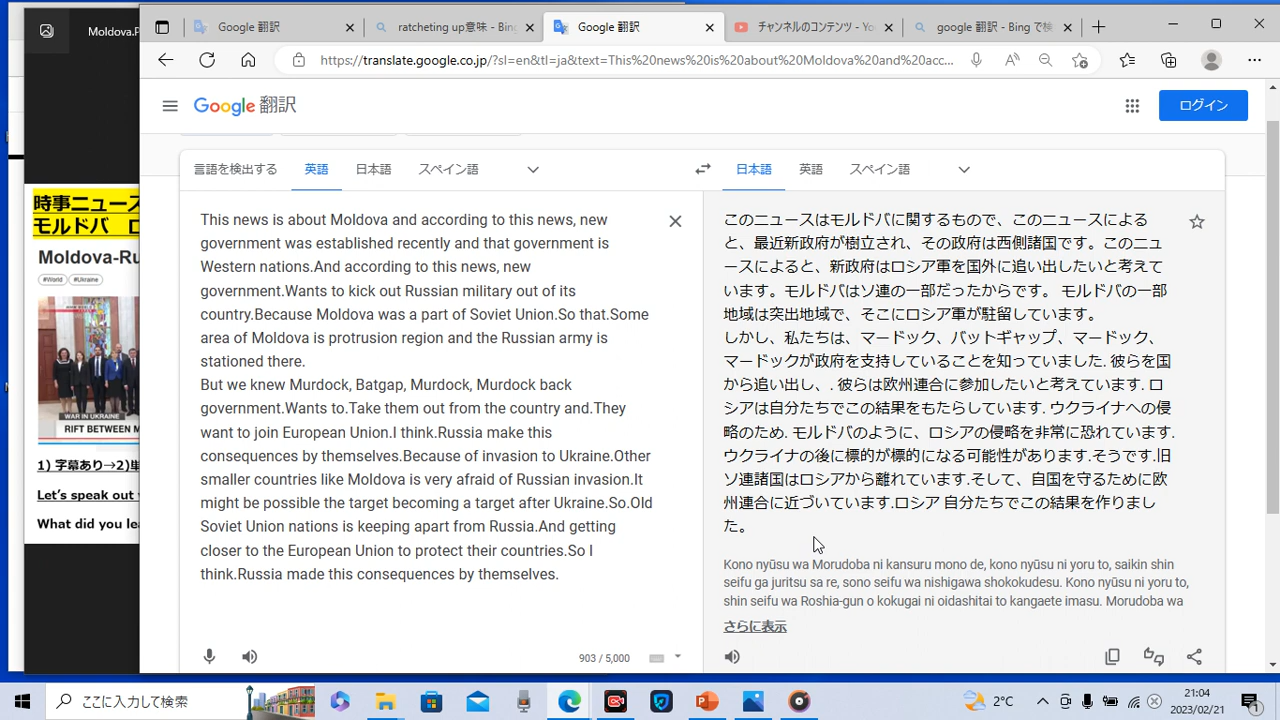 Moldova.P
Google 翻訳
ratcheting up意味 - Bing
Google 翻訳
チャンネルのコンテンツ - Yo
google 翻訳 - Bing で検
https://translate.google.co.jp/?sl=en&tl=ja&text=This%20news%20is%20about%20Moldova%20and%20acc...
Google 翻訳
ログイン
言語を検出する
英語
日本語
スペイン語
日本語
英語
スペイン語
時事ニュース
モルドバ ロ
Moldova-Ru
#World
#Ukraine
WAR IN UKRAINE
RIFT BETWEEN M
1) 字幕あり→2)単
Let's speak out
What did you lea
This news is about Moldova and according to this news, new
government was established recently and that government is
Western nations.And according to this news, new
government.Wants to kick out Russian military out of its
country.Because Moldova was a part of Soviet Union.So that.Some
area of Moldova is protrusion region and the Russian army is
stationed there.
But we knew Murdock, Batgap, Murdock, Murdock back
government.Wants to.Take them out from the country and.They
want to join European Union.I think.Russia make this
consequences by themselves.Because of invasion to Ukraine.Other
smaller countries like Moldova is very afraid of Russian invasion.It
might be possible the target becoming a target after Ukraine.So.Old
Soviet Union nations is keeping apart from Russia.And getting
closer to the European Union to protect their countries.So I
think.Russia made this consequences by themselves.
903 / 5,000
このニュースはモルドバに関するもので、このニュースによる
と、最近新政府が樹立され、その政府は西側諸国です。このニュ
ースによると、新政府はロシア軍を国外に追い出したいと考えて
います。モルドバはソ連の一部だったからです。 モルドバの一部
地域は突出地域で、そこにロシア軍が駐留しています。
しかし、私たちは、マードック、バットギャップ、マードック、
マードックが政府を支持していることを知っていました. 彼らを国
から追い出し、. 彼らは欧州連合に参加したいと考えています. ロ
シアは自分たちでこの結果をもたらしています. ウクライナへの侵
略のため. モルドバのように、ロシアの侵略を非常に恐れています.
ウクライナの後に標的が標的になる可能性があります.そうです.旧
ソ連諸国はロシアから離れています.そして、自国を守るために欧
州連合に近づいています.ロシア 自分たちでこの結果を作りまし
た。
Kono nyūsu wa Morudoba ni kansuru mono de, kono nyūsu ni yoru to, saikin shin
seifu ga juritsu sa re, sono seifu wa nishigawa shokokudesu. Kono nyūsu ni yoru to,
shin seifu wa Roshia-gun o kokugai ni oidashitai to kangaete imasu. Morudoba wa
さらに表示
ここに入力して検索
2°C
21:04
2023/02/21
1